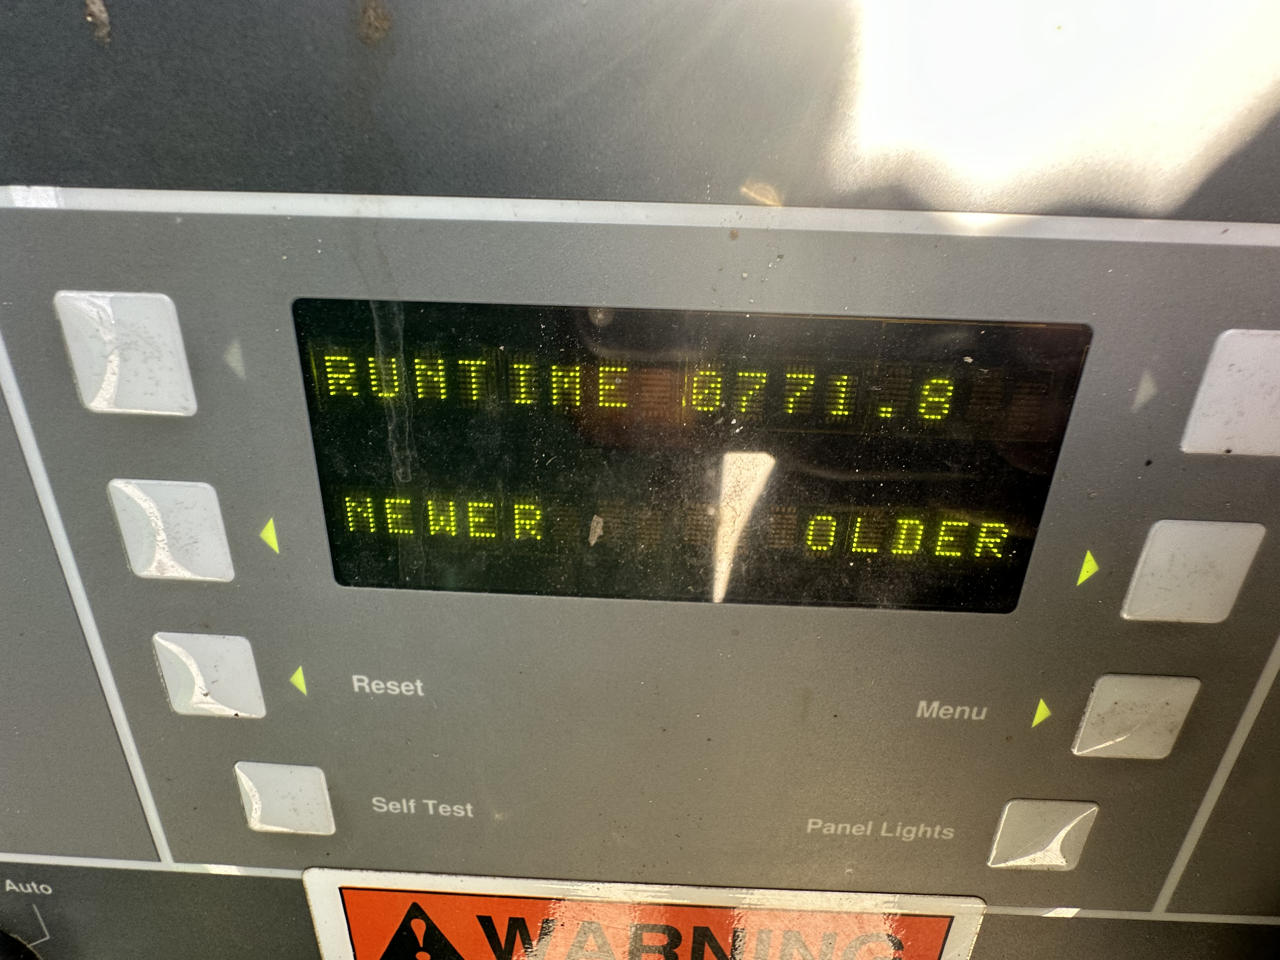 RUNTIME 0771.8
NEWER OLDER
Reset
Menu
Self Test
Panel Lights
Auto
WARNING